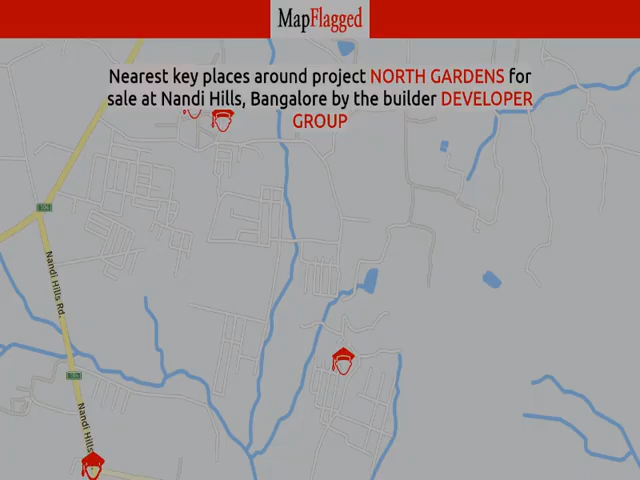 MapFlagged
Nearest key places around project NORTH GARDENS for
sale at Nandi Hills, Bangalore by the builder DEVELOPER
GROUP
Nandi Hills Rd.
Nandi Hills